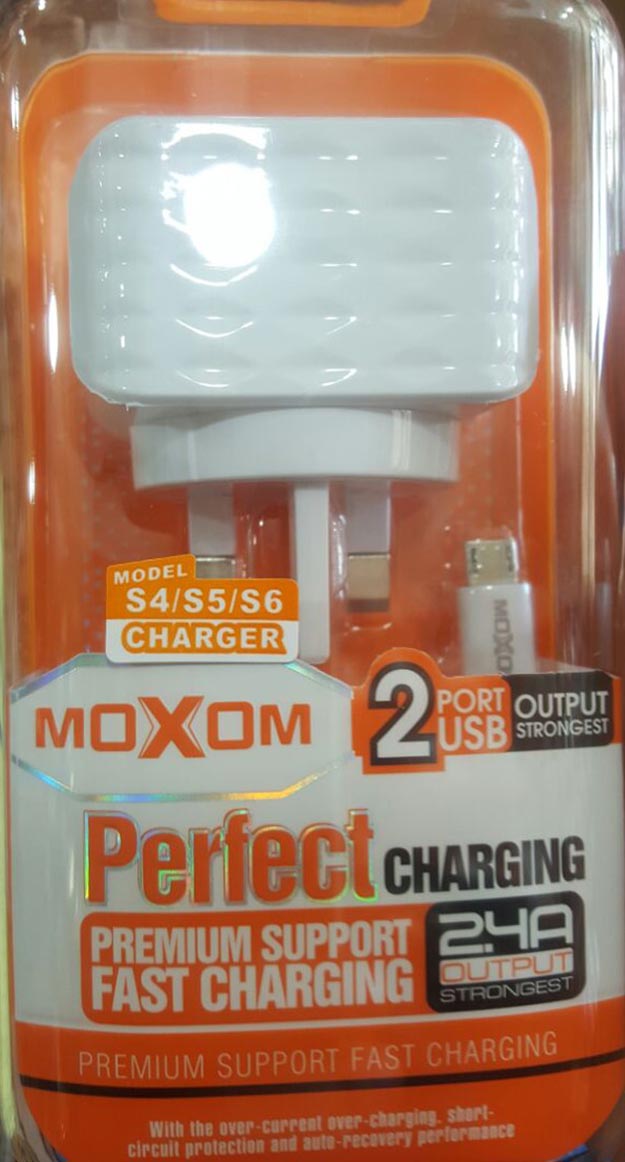 MODEL
S4/S5/S6
CHARGER
MOXOM
MOXOM
2 PORT USB
OUTPUT
STRONGEST
Perfect CHARGING
PREMIUM SUPPORT
FAST CHARGING
2.4A
OUTPUT
STRONGEST
PREMIUM SUPPORT FAST CHARGING
With the over-current over-charging. short-
circuit protection and auto-recovery performance